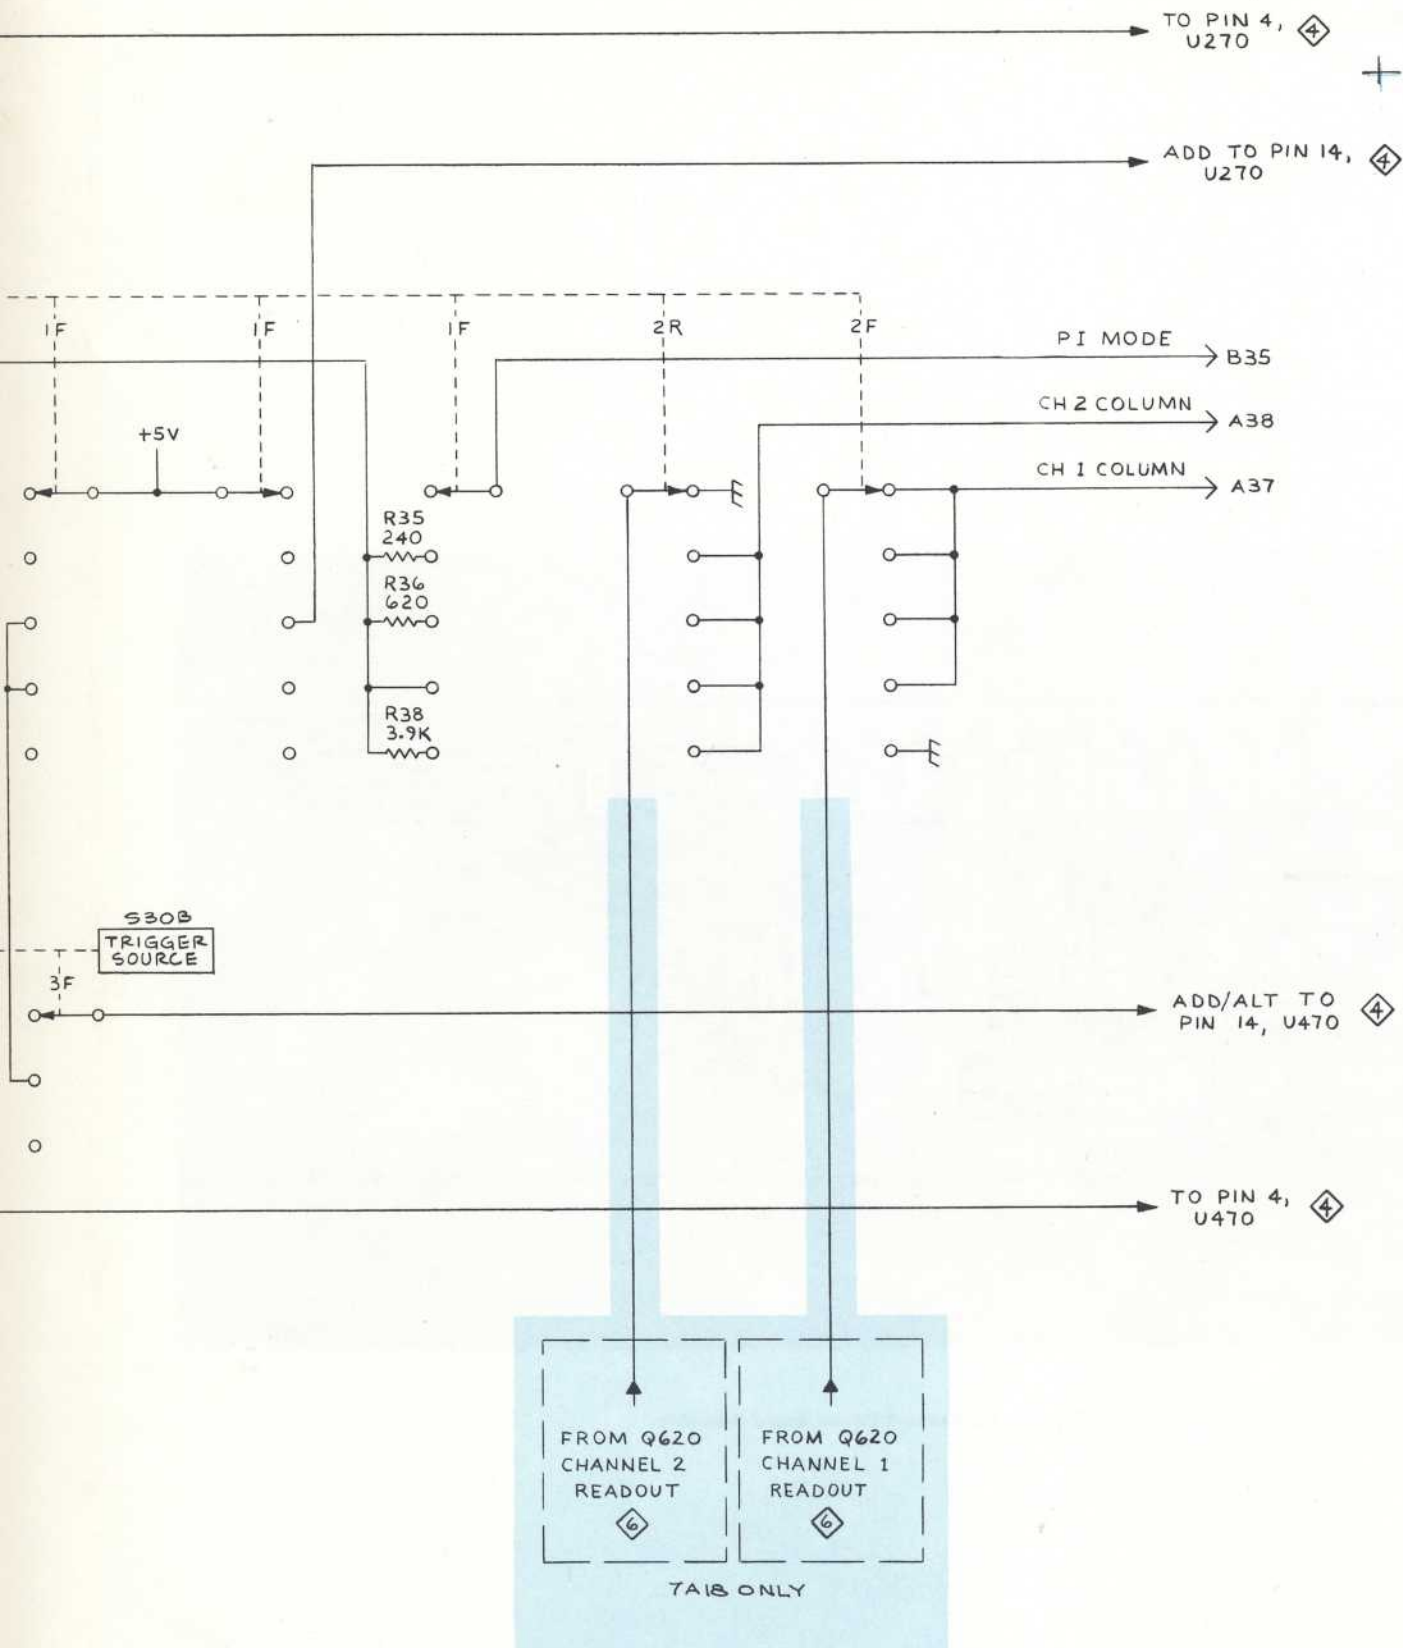 TO PIN 4,
U270
4
ADD TO PIN 14,
U270
4
1F
1F
1F
2R
2F
PI MODE
B35
CH 2 COLUMN
A38
+5V
CH 1 COLUMN
A37
R35
240
R36
620
R38
3.9K
S30B
TRIGGER
SOURCE
3F
ADD/ALT TO
PIN 14, U470
4
TO PIN 4,
U470
4
FROM Q620
CHANNEL 2
READOUT
6
FROM Q620
CHANNEL 1
READOUT
6
7A18 ONLY